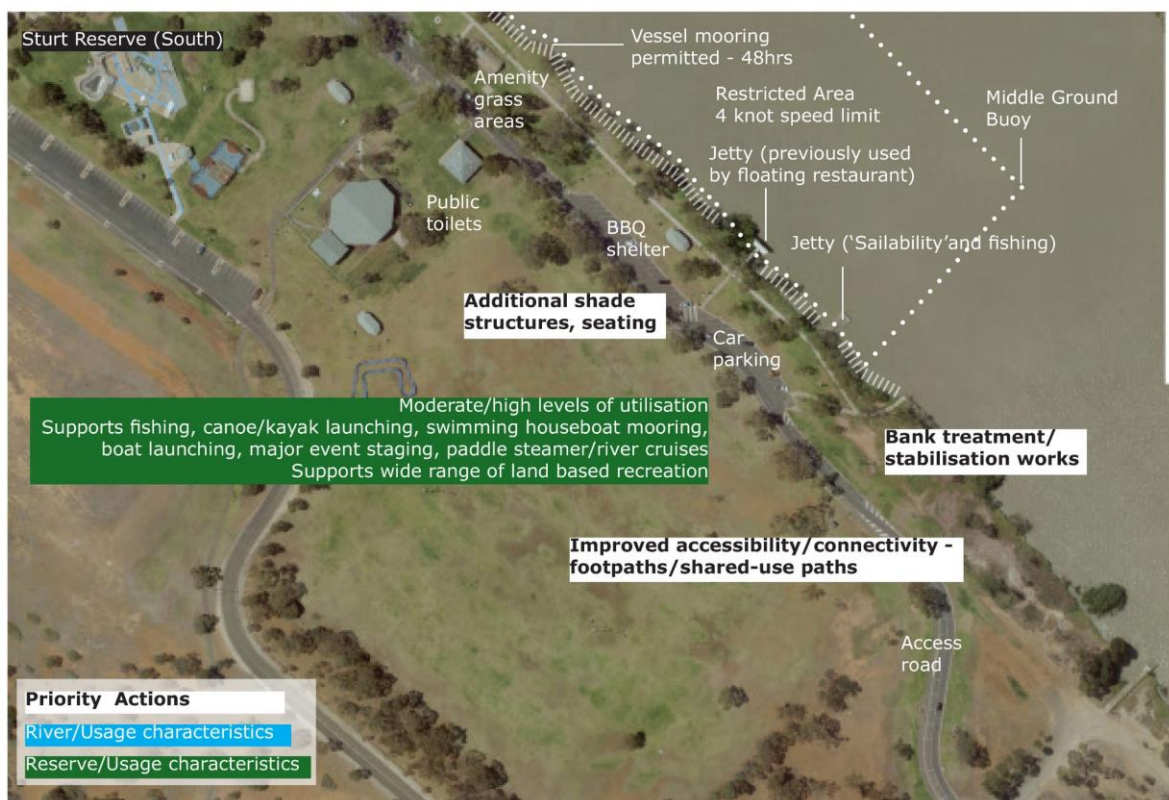 Sturt Reserve (South)
Vessel mooring
permitted - 48hrs
Amenity
grass
areas
Restricted Area
4 knot speed limit
Middle Ground
Buoy
Jetty (previously used
by floating restaurant)
Public
toilets
BBQ
shelter
Jetty (‘Sailability’and fishing)
Additional shade
structures, seating
Car
parking
Moderate/high levels of utilisation
Supports fishing, canoe/kayak launching, swimming houseboat mooring,
boat launching, major event staging, paddle steamer/river cruises
Supports wide range of land based recreation
Bank treatment/
stabilisation works
Improved accessibility/connectivity -
footpaths/shared-use paths
Access
road
Priority Actions
River/Usage characteristics
Reserve/Usage characteristics